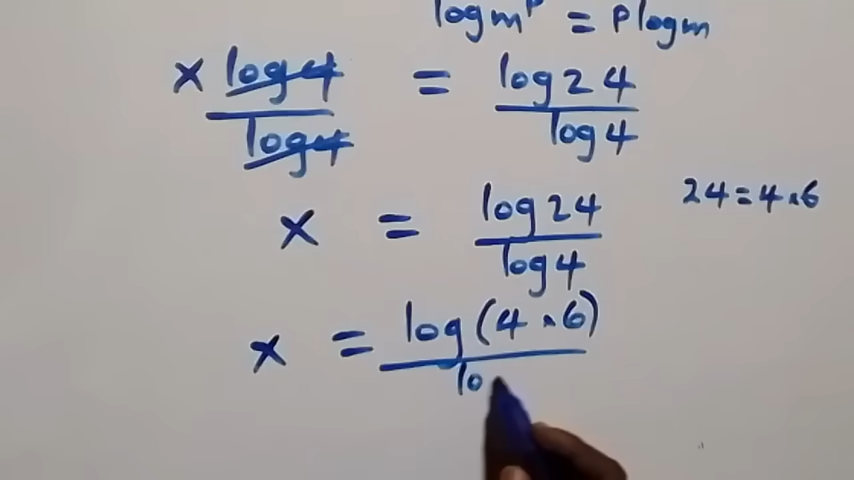 log m^p = p log m
x log 4 / log 4 = log 24 / log 4
x = log 24 / log 4
24 = 4 × 6
x = log (4 × 6) / lo